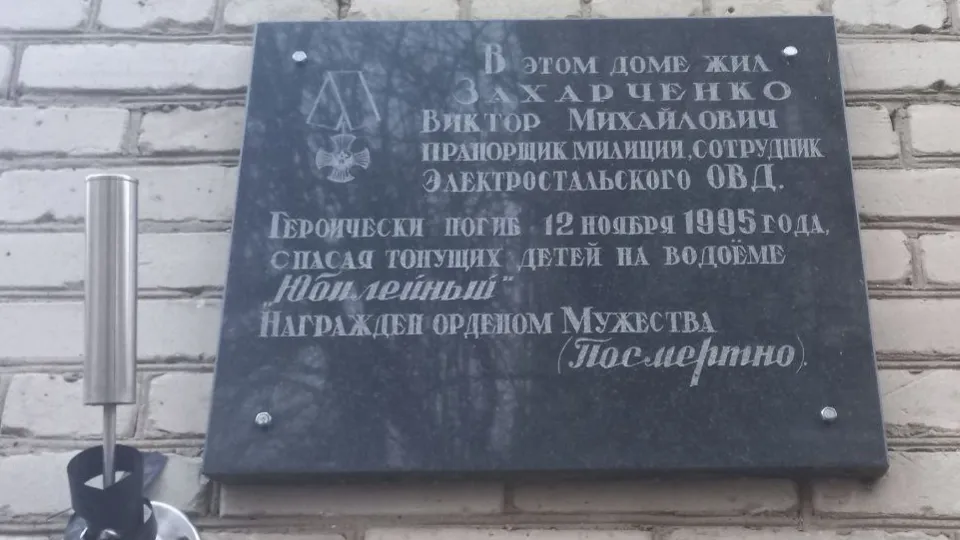 В этом доме жил
Захарченко
Виктор Михайлович
прапорщик милиции, сотрудник
Электростальского ОВД.
Героически погиб 12 ноября 1995 года,
спасая тонущих детей на водоёме
„Юбилейный"
Награжден орденом Мужества
(Посмертно).